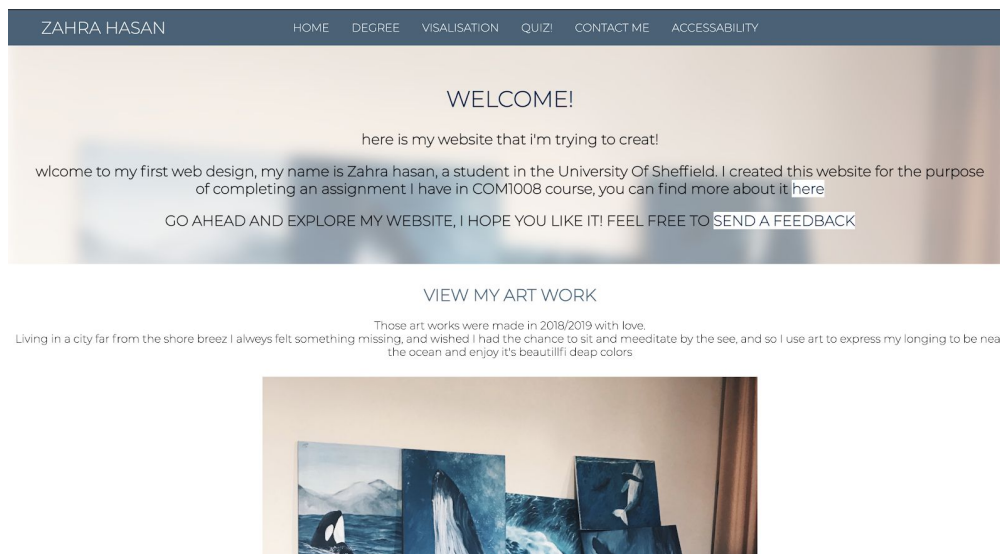 ZAHRA HASAN HOME DEGREE VISALISATION QUIZ! CONTACT ME ACCESSABILITY
WELCOME!
here is my website that i'm trying to creat!
wlcome to my first web design, my name is Zahra hasan, a student in the University Of Sheffield. I created this website for the purpose
of completing an assignment I have in COM1008 course, you can find more about it here
GO AHEAD AND EXPLORE MY WEBSITE, I HOPE YOU LIKE IT! FEEL FREE TO SEND A FEEDBACK
VIEW MY ART WORK
Those art works were made in 2018/2019 with love.
Living in a city far from the shore breez I alweys felt something missing, and wished I had the chance to sit and meeditate by the see, and so I use art to express my longing to be nea
the ocean and enjoy it's beautillfi deap colors